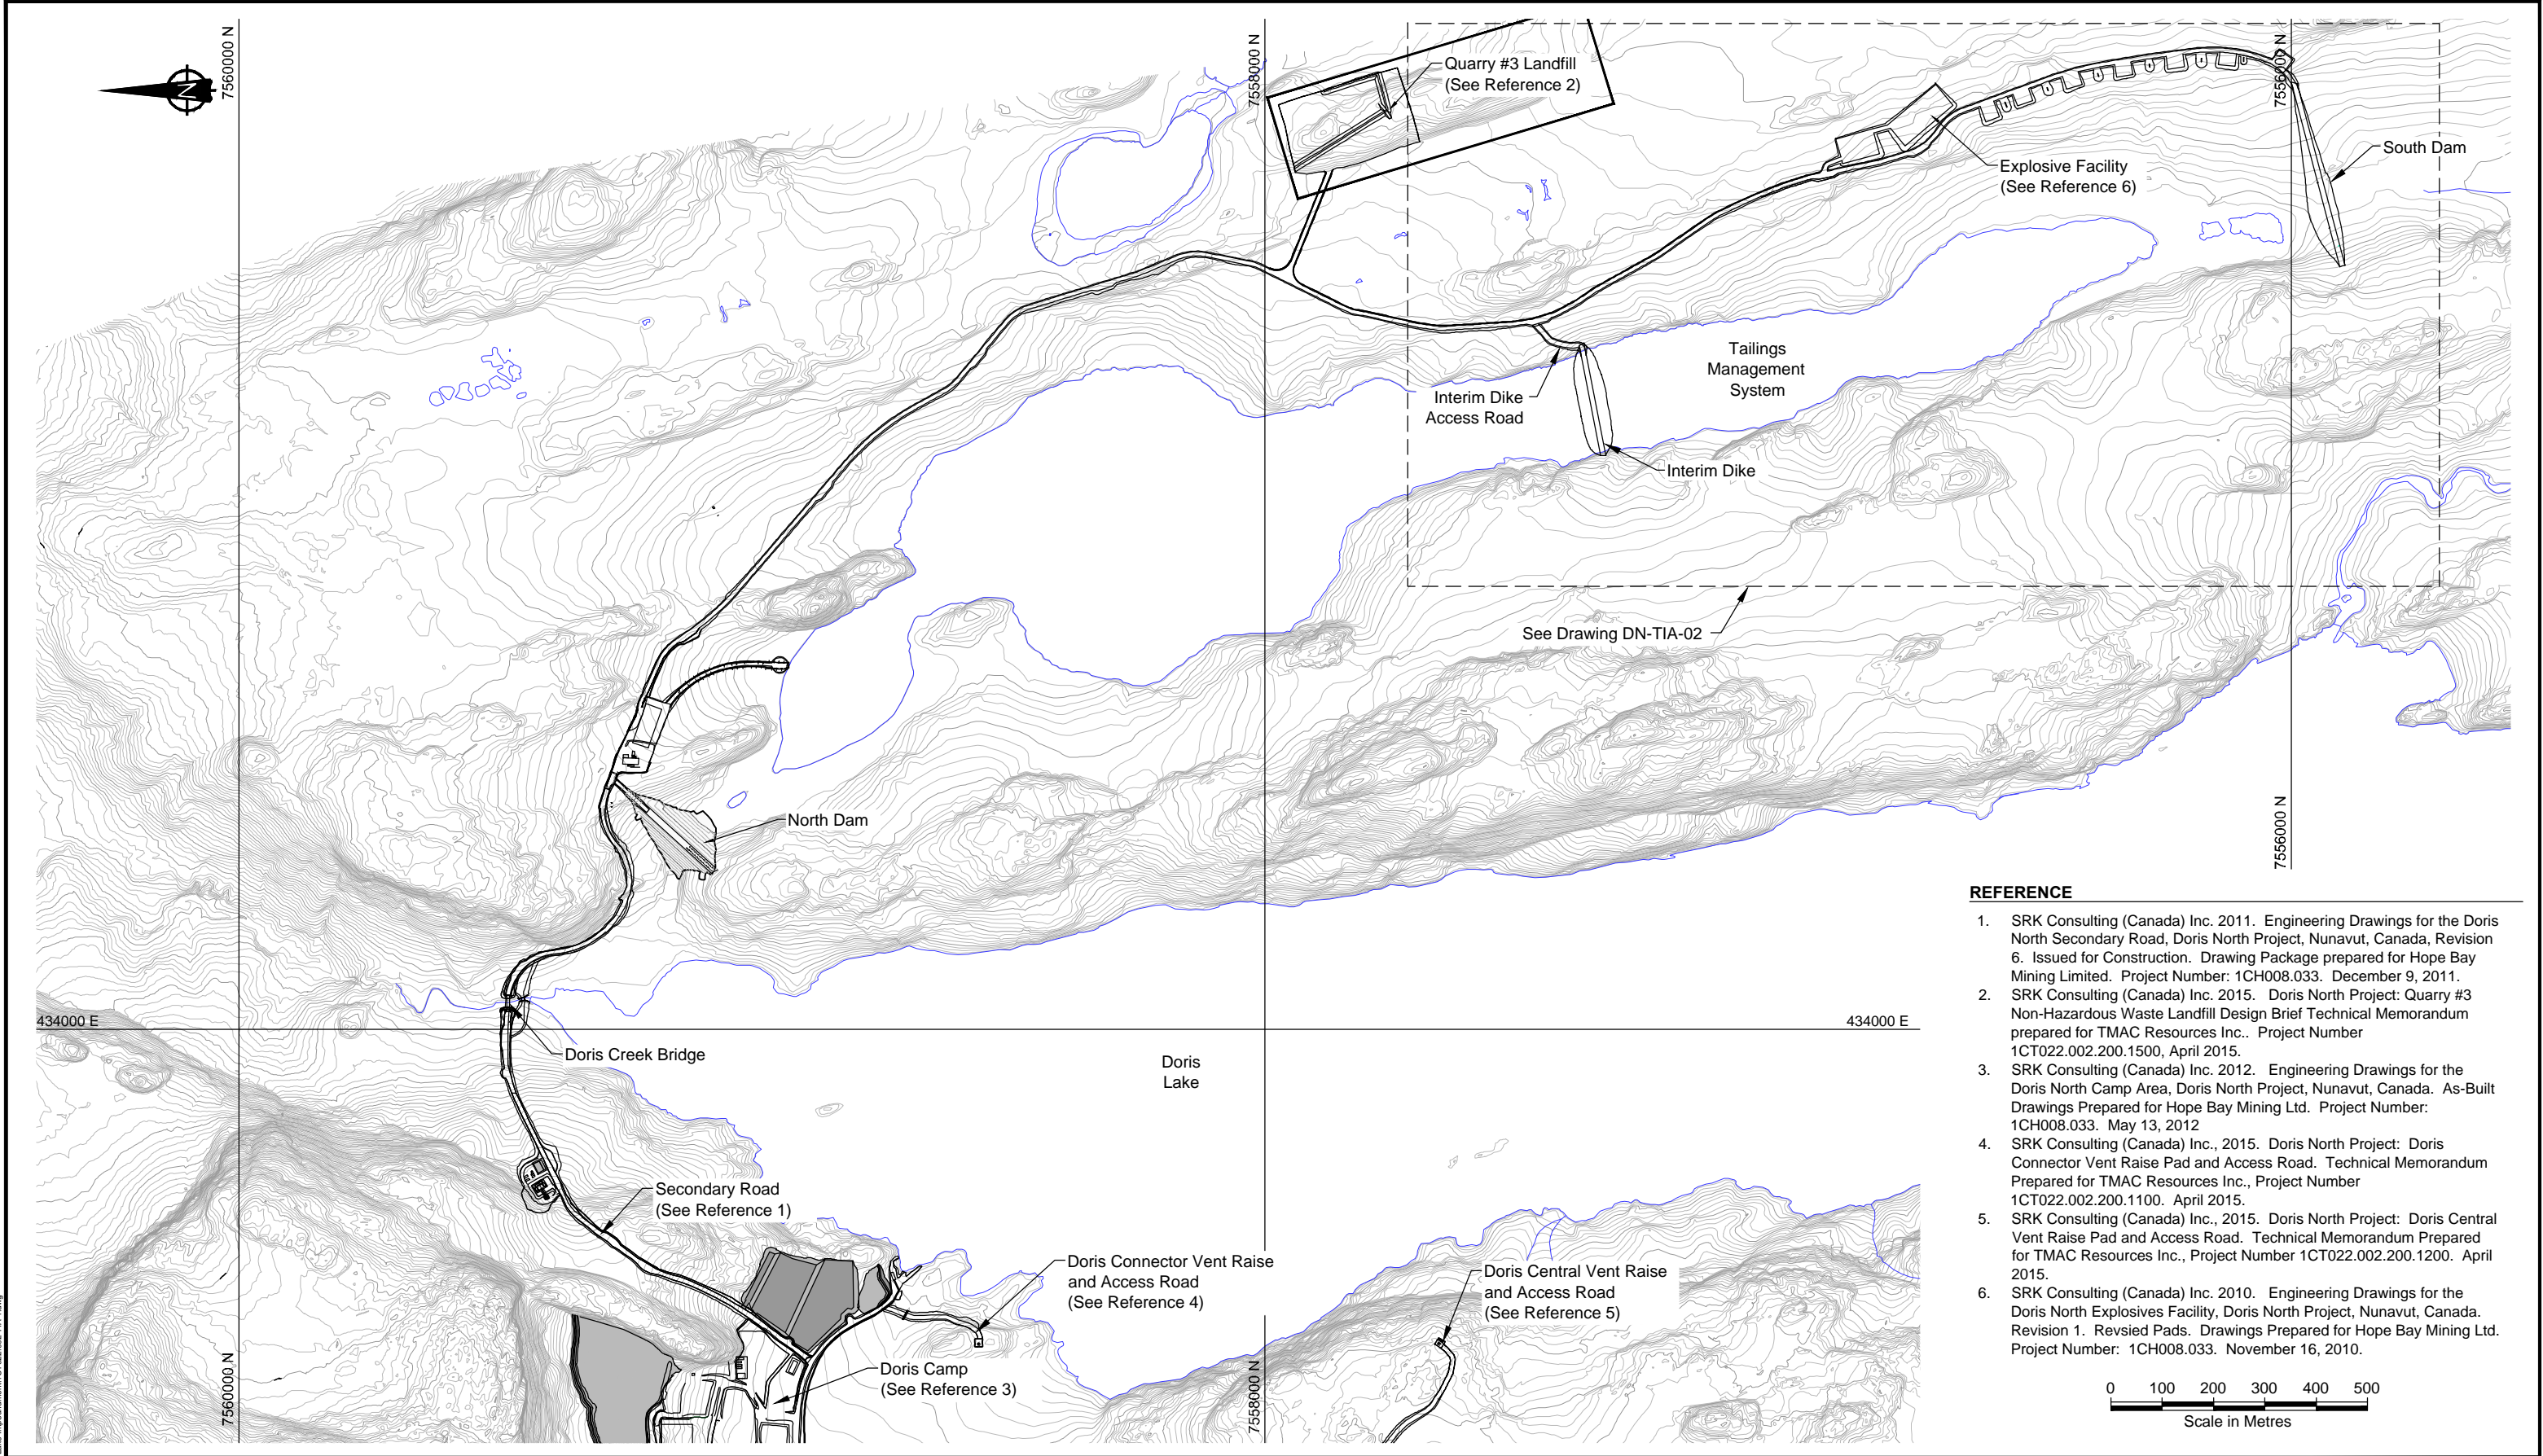 7560000 N
7558000 N
7556000 N
N
Quarry #3 Landfill
(See Reference 2)
South Dam
Explosive Facility
(See Reference 6)
Tailings
Management
System
Interim Dike
Access Road
Interim Dike
See Drawing DN-TIA-02
North Dam
7556000 N
434000 E
434000 E
Doris Creek Bridge
Doris
Lake
Secondary Road
(See Reference 1)
Doris Connector Vent Raise
and Access Road
(See Reference 4)
Doris Central Vent Raise
and Access Road
(See Reference 5)
Doris Camp
(See Reference 3)
7560000 N
7558000 N
REFERENCE
1. SRK Consulting (Canada) Inc. 2011. Engineering Drawings for the Doris
North Secondary Road, Doris North Project, Nunavut, Canada, Revision
6. Issued for Construction. Drawing Package prepared for Hope Bay
Mining Limited. Project Number: 1CH008.033. December 9, 2011.
2. SRK Consulting (Canada) Inc. 2015. Doris North Project: Quarry #3
Non-Hazardous Waste Landfill Design Brief Technical Memorandum
prepared for TMAC Resources Inc.. Project Number
1CT022.002.200.1500, April 2015.
3. SRK Consulting (Canada) Inc. 2012. Engineering Drawings for the
Doris North Camp Area, Doris North Project, Nunavut, Canada. As-Built
Drawings Prepared for Hope Bay Mining Ltd. Project Number:
1CH008.033. May 13, 2012
4. SRK Consulting (Canada) Inc., 2015. Doris North Project: Doris
Connector Vent Raise Pad and Access Road. Technical Memorandum
Prepared for TMAC Resources Inc., Project Number
1CT022.002.200.1100. April 2015.
5. SRK Consulting (Canada) Inc., 2015. Doris North Project: Doris Central
Vent Raise Pad and Access Road. Technical Memorandum Prepared
for TMAC Resources Inc., Project Number 1CT022.002.200.1200. April
2015.
6. SRK Consulting (Canada) Inc. 2010. Engineering Drawings for the
Doris North Explosives Facility, Doris North Project, Nunavut, Canada.
Revision 1. Revsied Pads. Drawings Prepared for Hope Bay Mining Ltd.
Project Number: 1CH008.033. November 16, 2010.
0 100 200 300 400 500
Scale in Metres